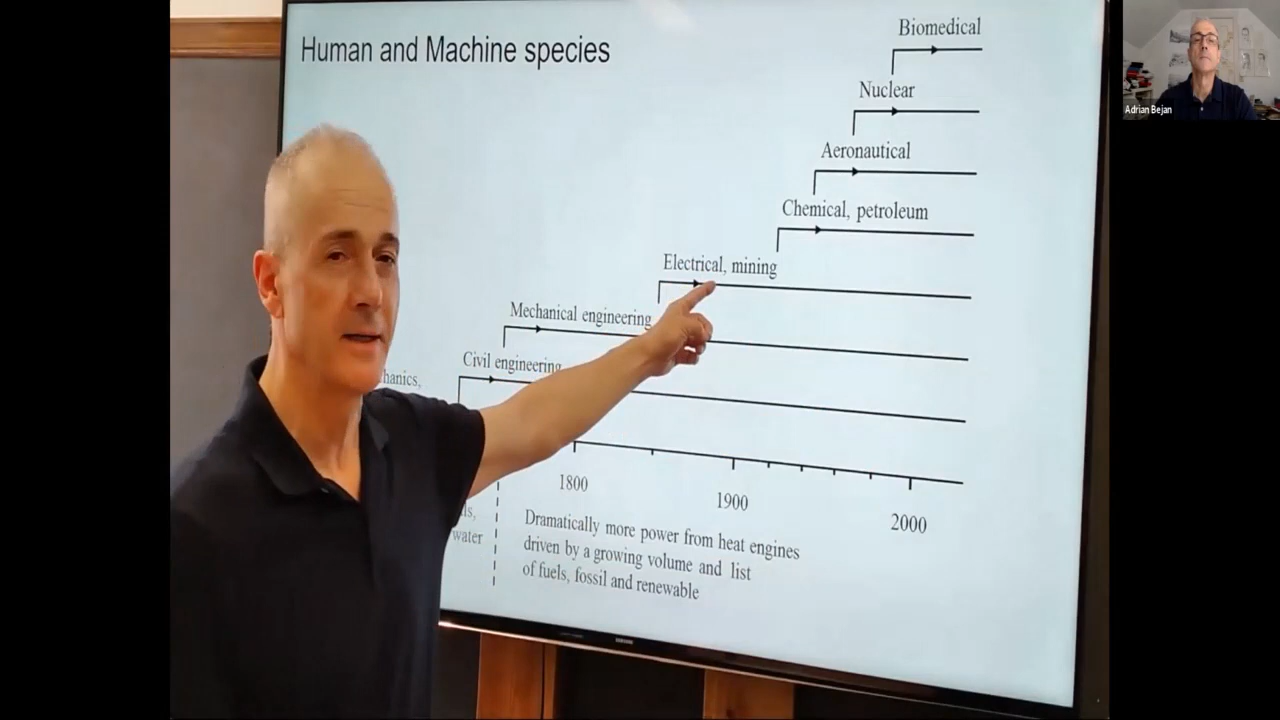 Human and Machine species
Biomedical
Nuclear
Aeronautical
Chemical, petroleum
Electrical, mining
Mechanical engineering
Civil engineering
1800
1900
2000
water
Dramatically more power from heat engines
driven by a growing volume and list
of fuels, fossil and renewable
Adrian Bejan